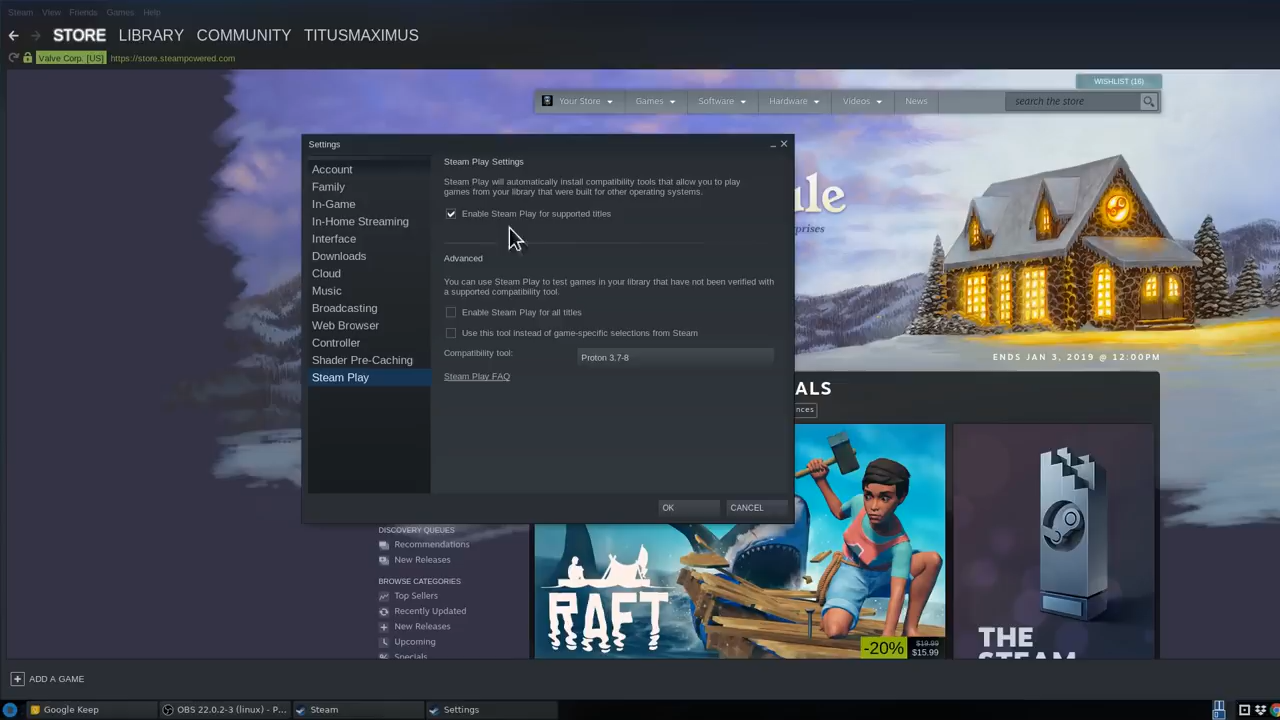 Steam View Friends Games Help
STORE LIBRARY COMMUNITY TITUSMAXIMUS
Valve Corp. [US] https://store.steampowered.com
WISHLIST (16)
Your Store Games Software Hardware Videos News search the store
Settings
Account
Family
In-Game
In-Home Streaming
Interface
Downloads
Cloud
Music
Broadcasting
Web Browser
Controller
Shader Pre-Caching
Steam Play
Steam Play Settings
Steam Play will automatically install compatibility tools that allow you to play
games from your library that were built for other operating systems.
Enable Steam Play for supported titles
Advanced
You can use Steam Play to test games in your library that have not been verified with
a supported compatibility tool.
Enable Steam Play for all titles
Use this tool instead of game-specific selections from Steam
Compatibility tool: Proton 3.7-8
Steam Play FAQ
OK CANCEL
ule
erprises
ENDS JAN 3, 2019 @ 12:00PM
ALS
nces
DISCOVERY QUEUES
Recommendations
New Releases
BROWSE CATEGORIES
Top Sellers
Recently Updated
New Releases
Upcoming
Specials
RAFT
-20% $19.99
$15.99
THE
STEAM
ADD A GAME
Google Keep OBS 22.0.2-3 (linux) - P... Steam Settings